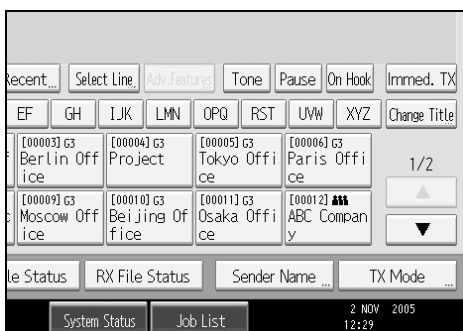 Recent Select Line Adv.Features Tone Pause On Hook Immed. TX
EF GH IJK LMN OPQ RST UVW XYZ Change Title
[00003] G3 [00004] G3 [00005] G3 [00006] G3
Berlin Off Project Tokyo Offi Paris Offi
ice ce ce
1/2
[00009] G3 [00010] G3 [00011] G3 [00012]
Moscow Off Beijing Of Osaka Offi ABC Compan
ice fice ce y
le Status RX File Status Sender Name TX Mode
System Status Job List 2 NOV 2005
12:29